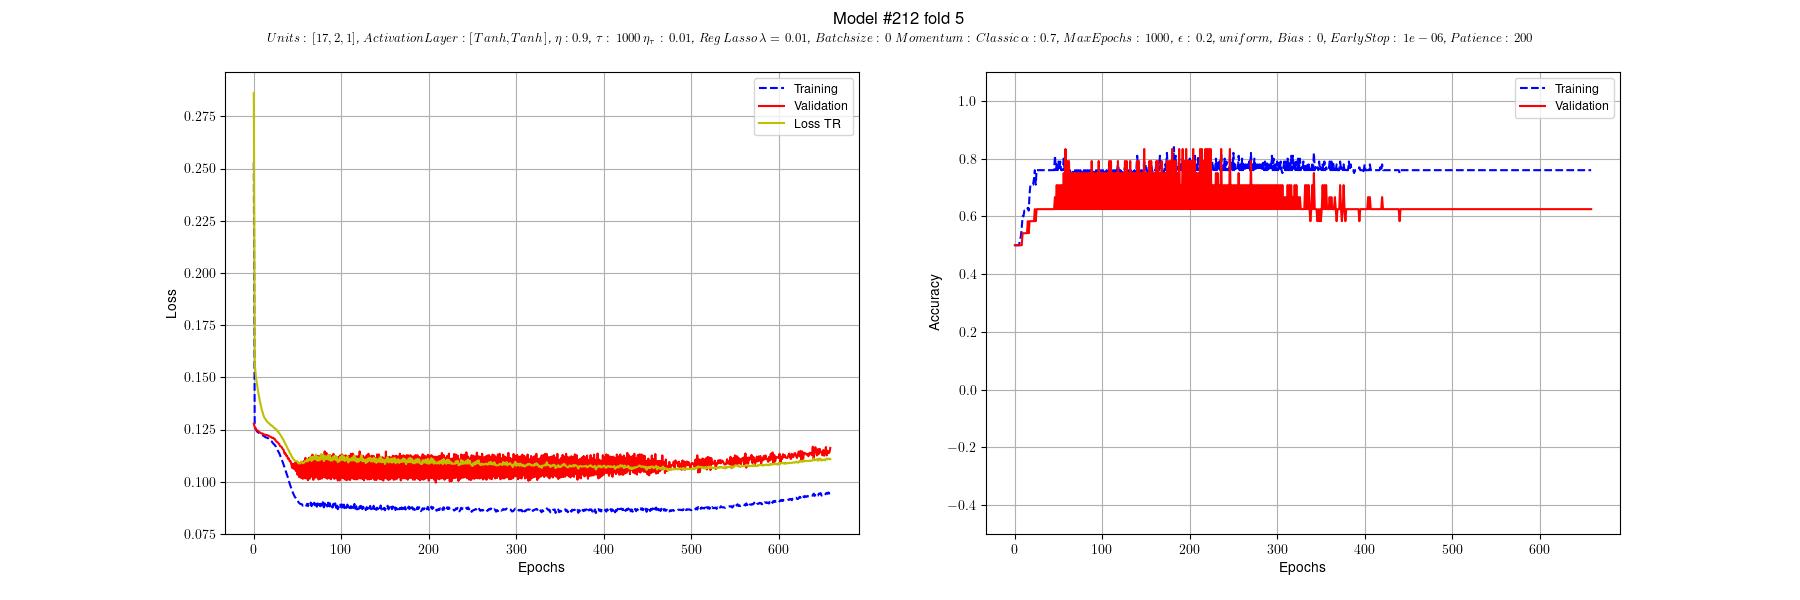 Model #212 fold 5
Units : [17, 2, 1], ActivationLayer : [Tanh, Tanh], η : 0.9, τ : 1000 ητ : 0.01, Reg Lasso λ = 0.01, Batchsize : 0 Momentum : Classic α : 0.7, MaxEpochs : 1000, ϵ : 0.2, uniform, Bias : 0, EarlyStop : 1e − 06, Patience : 200
Training
Validation
Loss TR
0.275
0.250
0.225
0.200
0.175
0.150
0.125
0.100
0.075
Loss
0 100 200 300 400 500 600
Epochs
Training
Validation
1.0
0.8
0.6
0.4
0.2
0.0
−0.2
−0.4
Accuracy
0 100 200 300 400 500 600
Epochs